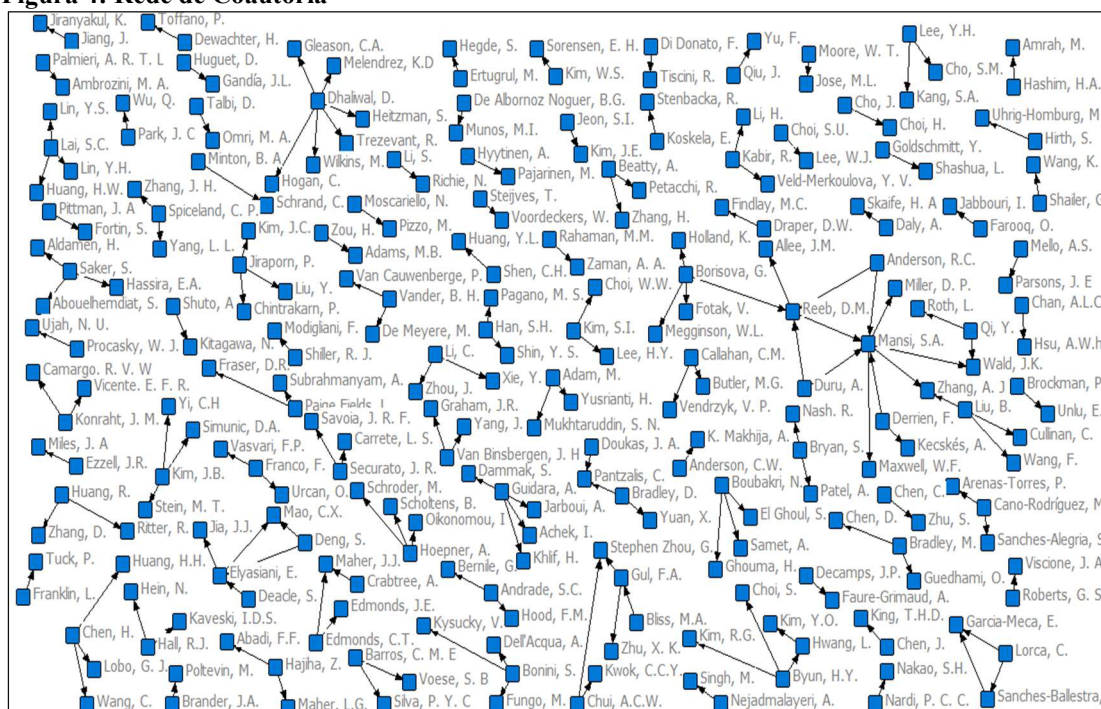 Figura 4: Rede de Coautoria
Jiranyakul, K.
Toffano, P.
Jiang, J.
Dewachter, H.
Gleason, C.A.
Hegde, S.
Sorensen, E. H.
Di Donato, F.
Yu, F.
Lee, Y.H.
Amrah, M.
Palmieri, A. R. T. L
Huguet, D.
Melendrez, K.D
Ertugrul, M.
Kim, W.S.
Tiscini, R.
Qiu, J.
Moore, W. T.
Jose, M.L.
Cho, S.M.
Hashim, H.A.
Ambrozini, M. A.
Gandía, J.L.
Dhaliwal, D.
De Albornoz Noguer, B.G.
Stenbacka, R.
Cho, J.
Kang, S.A.
Lin, Y.S.
Wu, Q.
Talbi, D.
Heitzman, S.
Munos, M.I.
Jeon, S.I.
Koskela, E.
Li, H.
Choi, S.U.
Choi, H.
Uhrig-Homburg, M
Park, J. C
Omri, M. A.
Trezevant, R.
Hyytinen, A.
Kim, J.E.
Kabir, R.
Lee, W.J.
Goldschmitt, Y.
Hirth, S.
Lai, S.C.
Minton, B. A
Wilkins, M.
Li, S.
Pajarinen, M.
Beatty, A.
Shashua, L.
Wang, K.
Lin, Y.H.
Hogan, C.
Richie, N.
Petacchi, R.
Veld-Merkoulova, Y. V.
Huang, H.W.
Zhang, J. H.
Schrand, C.
Moscariello, N.
Steijves, T.
Zhang, H.
Findlay, M.C.
Skaife, H. A
Jabbouri, I.
Shailer, G
Pittman, J. A
Spiceland, C. P.
Pizzo, M.
Voordeckers, W.
Draper, D.W.
Daly, A.
Farooq, O.
Fortin, S.
Kim, J.C.
Zou, H.
Huang, Y.L.
Rahaman, M.M.
Holland, K.
Allee, J.M.
Mello, A.S.
Aldamen, H.
Yang, L. L.
Adams, M.B.
Shen, C.H.
Zaman, A. A.
Borisova, G.
Anderson, R.C.
Saker, S.
Jiraporn, P.
Van Cauwenberge, P.
Choi, W.W.
Miller, D. P.
Parsons, J. E
Hassira, E.A.
Liu, Y.
Vander, B. H.
Pagano, M. S.
Fotak, V.
Reeb, D.M.
Roth, L.
Chan, A.L.C
Abouelhemdiat, S.
Shuto, A
Chintrakarn, P.
De Meyere, M.
Han, S.H.
Kim, S.I.
Megginson, W.L.
Mansi, S.A.
Qi, Y.
Ujah, N. U.
Modigliani, F.
Hsu, A.W.h
Procasky, W. J.
Kitagawa, N.
Shiller, R. J.
Li, C.
Shin, Y. S.
Lee, H.Y.
Callahan, C.M.
Wald, J.K.
Camargo. R. V. W
Fraser, D.R.
Subrahmanyam, A.
Zhou, J.
Xie, Y.
Adam, M.
Butler, M.G.
Duru, A.
Zhang, A. J
Brockman, P
Vicente. E. F. R.
Yi, C.H
Paige Fields, L
Graham, J.R.
Yusrianti, H.
Vendrzyk, V. P.
Nash. R.
Derrien, F.
Liu, B.
Unlu, E.
Konraht, J. M.
Simunic, D.A.
Savoia, J. R. F.
Yang, J.
Mukhtaruddin, S. N.
K. Makhija, A.
Bryan, S.
Kecskés, A.
Culinan, C.
Miles, J. A
Vasvari, F.P.
Carrete, L. S.
Van Binsbergen, J. H
Doukas, J. A.
Anderson, C.W.
Maxwell, W.F.
Wang, F.
Ezzell, J.R.
Kim, J.B.
Franco, F.
Securato, J. R.
Dammak, S.
Pantzalis, C.
Boubakri, N.
Patel, A.
Arenas-Torres, P.
Huang, R.
Stein, M. T.
Urcan, O.
Schroder, M.
Guidara, A.
Bradley, D.
Chen, C.
Cano-Rodríguez, M
Zhang, D.
Ritter, R.
Jia, J.J.
Mao, C.X.
Scholtens, B.
Oikonomou, I
Jarboui, A.
Achek, I.
Yuan, X.
El Ghoul, S.
Chen, D.
Zhu, S.
Sanches-Alegria, S
Tuck, P.
Huang, H.H.
Elyasiani, E.
Deng, S.
Maher, J.J.
Hoepner, A.
Khlif, H.
Stephen Zhou, G.
Samet, A.
Bradley, M.
Franklin, L.
Hein, N.
Deacle, S.
Crabtree, A.
Bernile, G.
Andrade, S.C.
Gul, F.A.
Ghouma, H.
Decamps, J.P.
Guedhami, O.
Viscione, J. A
Kaveski, I.D.S.
Edmonds, J.E.
Hood, F.M.
Choi, S.
Faure-Grimaud, A.
Roberts, G. S
Chen, H.
Hall, R.J.
Abadi, F.F.
Edmonds, C.T.
Kysucky, V.
Dell'Acqua, A.
Bliss, M.A.
Kim, R.G.
Kim, Y.O.
King, T.H.D.
Garcia-Meca, E.
Lobo, G. J.
Poltevin, M.
Hajiha, Z.
Barros, C. M. E
Zhu, X. K.
Hwang, L.
Chen, J.
Lorca, C.
Voese, S. B
Bonini, S.
Kwok, C.C.Y.
Singh, M.
Byun, H.Y.
Nakao, S.H.
Wang, C.
Brander, J.A.
Maher, L.G.
Silva, P. Y. C
Fungo, M.
Chui, A.C.W.
Nejadmalayeri, A.
Nardi, P. C. C.
Sanches-Ballestra,